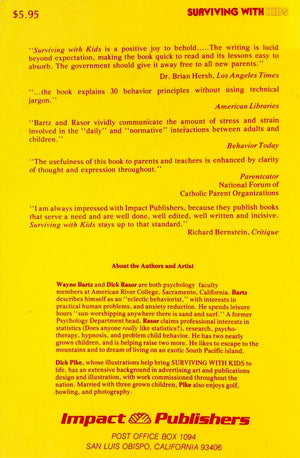 $5.95
SURVIVING WITH KIDS
"Surviving with Kids is a positive joy to behold.....The writing is lucid
beyond expectation, making the book quick to read and its lessons easy to
absorb. The government should give it away free to all new parents."
Dr. Brian Hersh, Los Angeles Times
"...the book explains 30 behavior principles without using technical
jargon."
American Libraries
"Bartz and Rasor vividly communicate the amount of stress and strain
involved in the "daily" and "normative" interactions between adults and
children."
Behavior Today
"The usefulness of this book to parents and teachers is enhanced by clarity
of thought and expression throughout."
Parentcator
National Forum of
Catholic Parent Organizations
"I am always impressed with Impact Publishers, because they publish books
that serve a need and are well done, well edited, well written and incisive.
Surviving with Kids stays up to that standard."
Richard Bernstein, Critique
About the Authors and Artist
Wayne Bartz and Dick Rasor are both psychology faculty
members at American River College, Sacramento, California. Bartz
describes himself as an "eclectic behaviorist," with interests in
practical human problems, and anxiety reduction. He spends leisure
hours "sun-worshipping anywhere there is sand and surf." A former
Psychology Department head, Rasor claims professional interests in
statistics (Does anyone really like statistics?), research, psycho-
therapy, hypnosis, and problem child behavior. He has two nearly
grown children, and is helping raise two more. He likes to escape to the
mountains and to dream of living on an exotic South Pacific island.
Dick Pike, whose illustrations help bring SURVIVING WITH KIDS to
life, has an extensive background in advertising art and publications
design and illustration, with work commissioned throughout the
nation. Married with three grown children, Pike also enjoys golf,
bowling, and photography.
Impact Publishers
POST OFFICE BOX 1094
SAN LUIS OBISPO, CALIFORNIA 93406